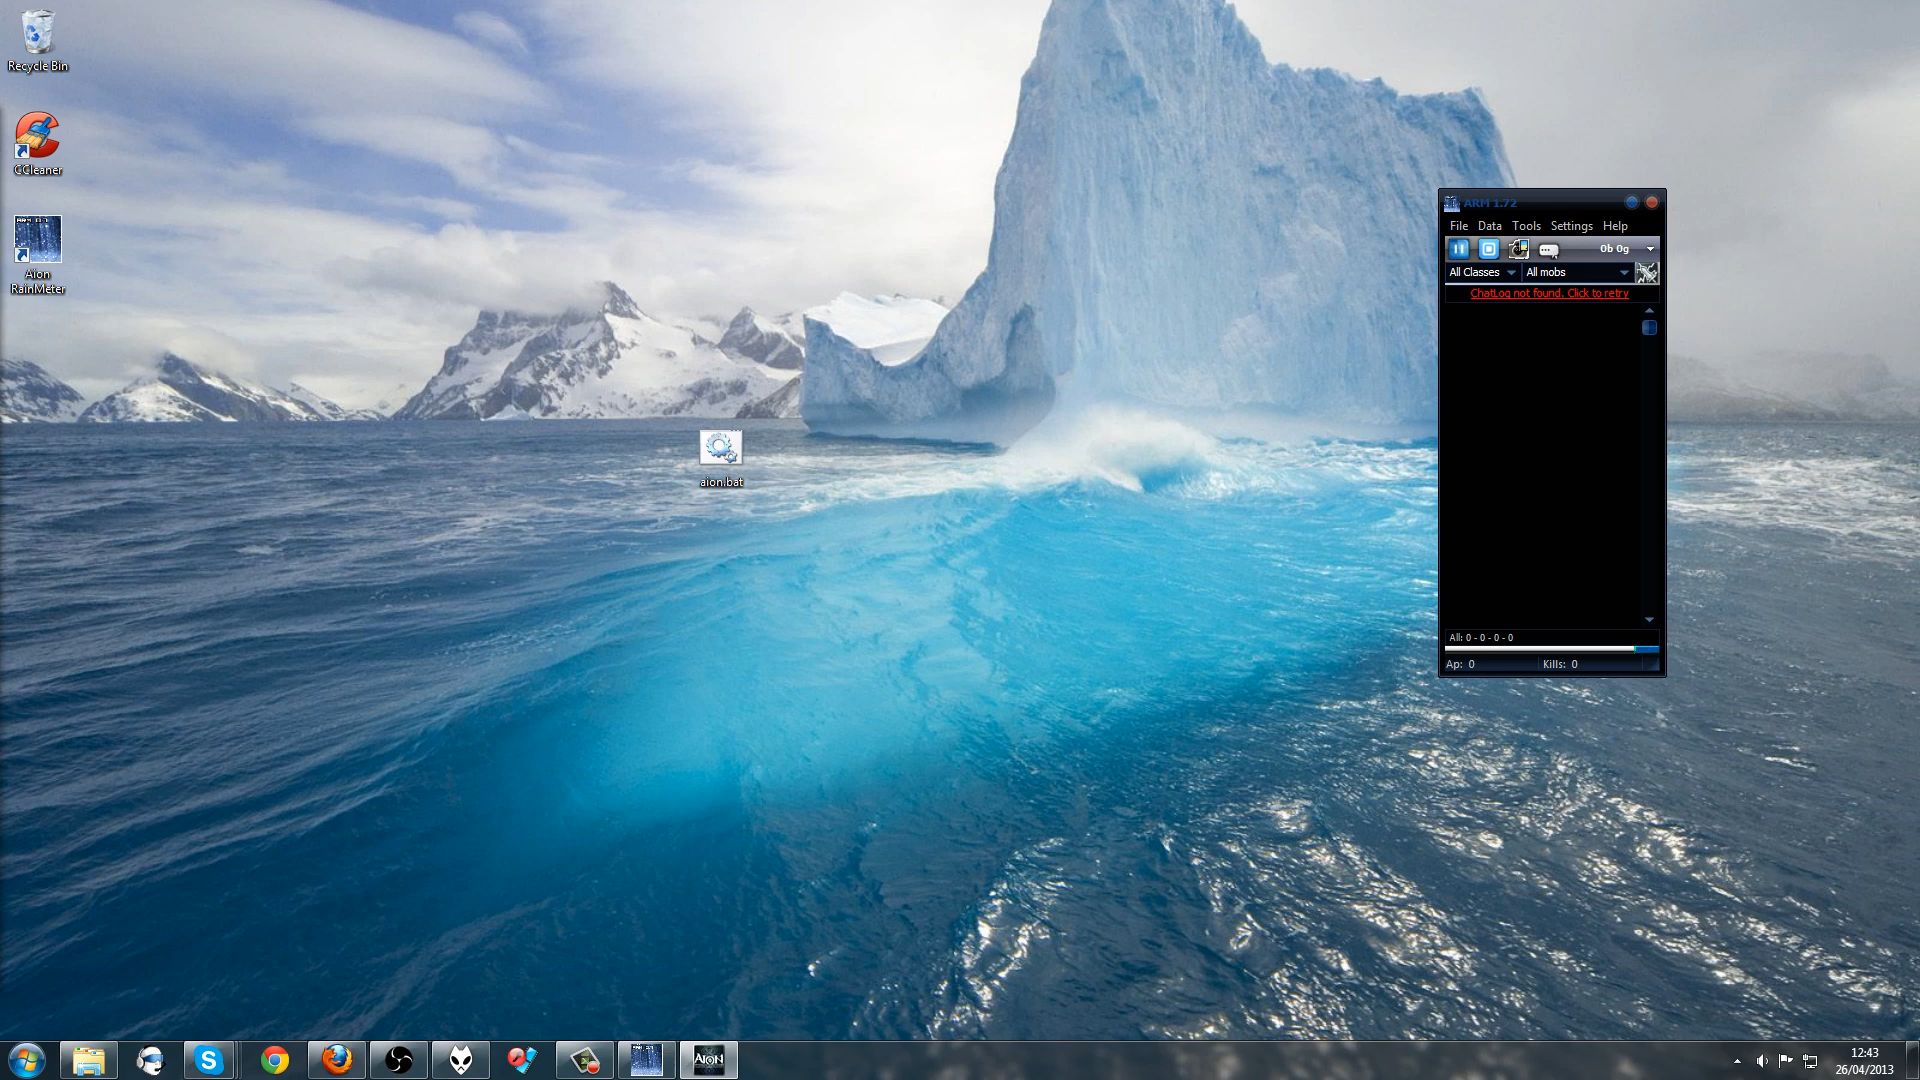 Recycle Bin
CCleaner
Aion
RainMeter
aion.bat
ARM 1.72
File Data Tools Settings Help
0b 0g
All Classes All mobs
ChatLog not found. Click to retry
All: 0 - 0 - 0 - 0
Ap: 0 Kills: 0
AION
12:43
26/04/2013